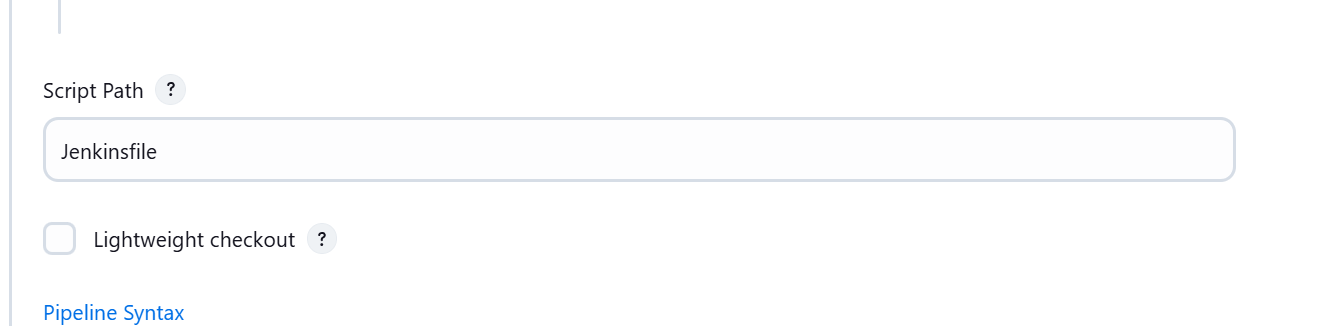 Script Path ?
Jenkinsfile
Lightweight checkout ?
Pipeline Syntax